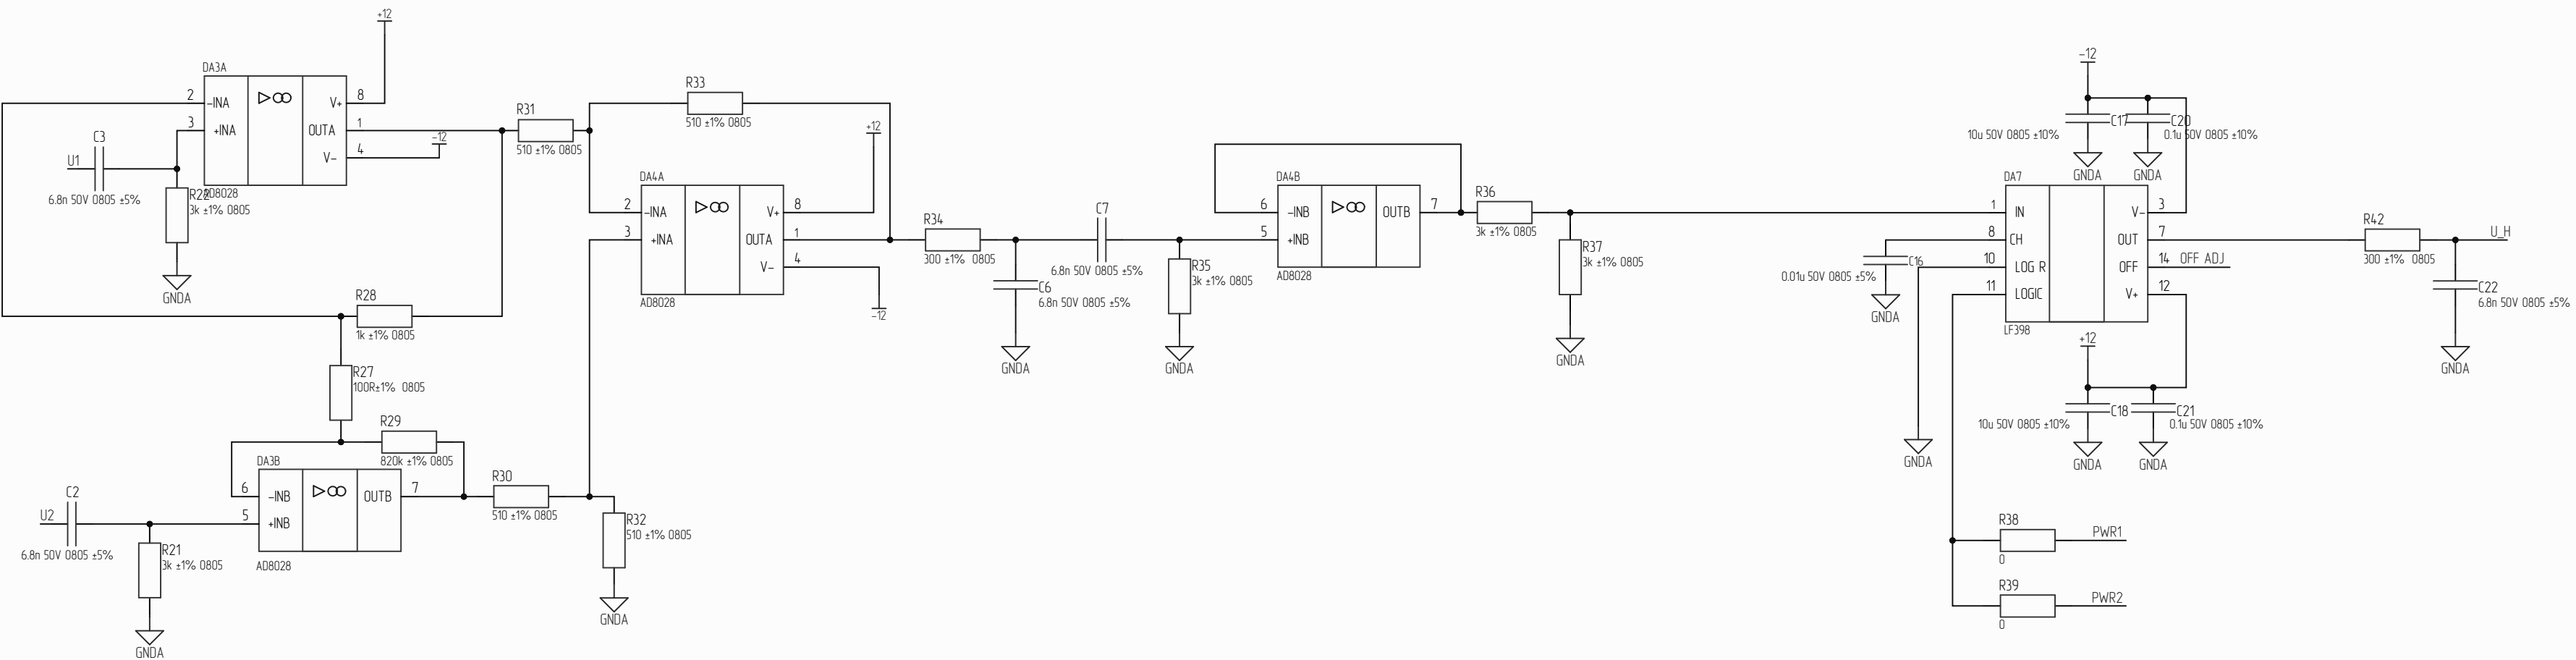 +12
DA3A
2
-INA
V+
8
3
+INA
OUTA
1
V-
4
-12
C3
U1
6.8n 50V 0805 ±5%
R22
AD8028
3k ±1% 0805
GNDA
R28
1k ±1% 0805
R27
100R±1% 0805
R29
820k ±1% 0805
DA3B
6
-INB
OUTB
7
5
+INB
AD8028
C2
U2
6.8n 50V 0805 ±5%
R21
3k ±1% 0805
GNDA
R30
510 ±1% 0805
R32
510 ±1% 0805
GNDA
R31
510 ±1% 0805
R33
510 ±1% 0805
+12
DA4A
2
-INA
V+
8
3
+INA
OUTA
1
V-
4
AD8028
-12
R34
300 ±1% 0805
C6
6.8n 50V 0805 ±5%
GNDA
C7
6.8n 50V 0805 ±5%
R35
3k ±1% 0805
GNDA
DA4B
6
-INB
OUTB
7
5
+INB
AD8028
R36
3k ±1% 0805
R37
3k ±1% 0805
GNDA
-12
C17
10u 50V 0805 ±10%
C20
0.1u 50V 0805 ±10%
GNDA
GNDA
DA7
1
IN
V-
3
8
CH
OUT
7
10
LOG R
OFF
14
OFF ADJ
11
LOGIC
V+
12
LF398
C16
0.01u 50V 0805 ±5%
GNDA
GNDA
+12
C18
10u 50V 0805 ±10%
C21
0.1u 50V 0805 ±10%
GNDA
GNDA
R38
PWR1
0
R39
PWR2
0
R42
300 ±1% 0805
U_H
C22
6.8n 50V 0805 ±5%
GNDA